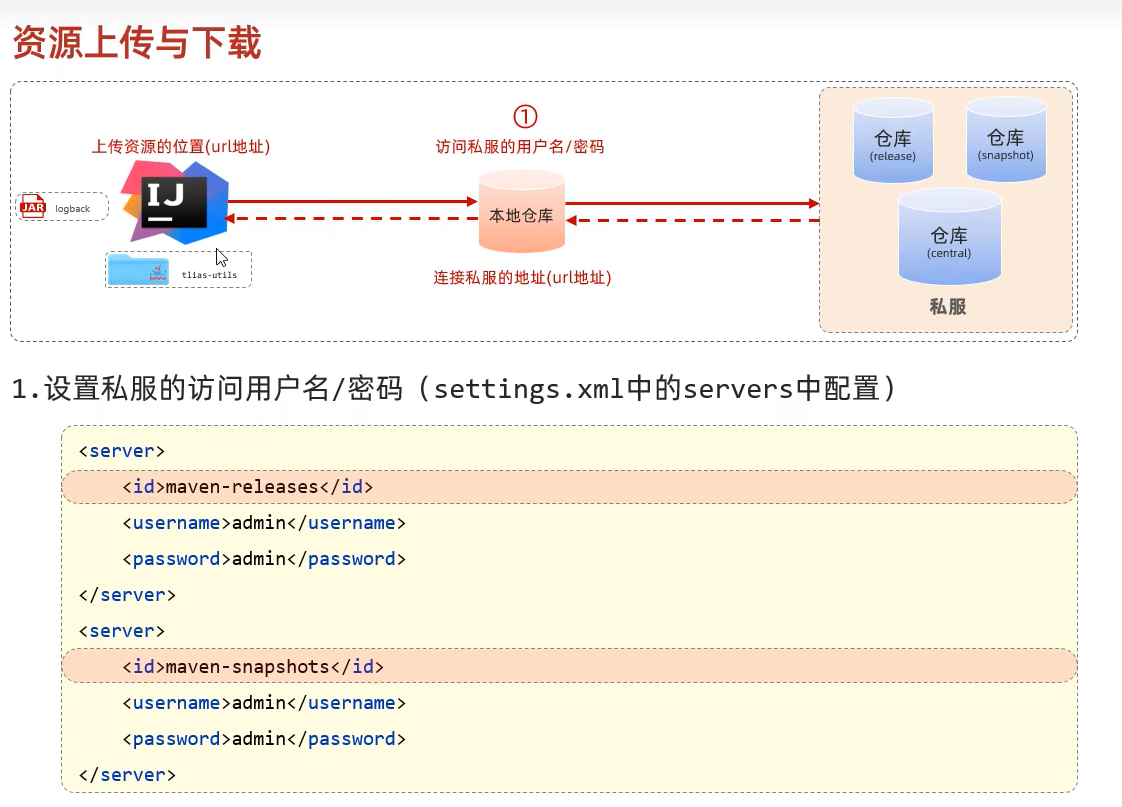 资源上传与下载
①
上传资源的位置(url地址)
访问私服的用户名/密码
仓库
(release)
仓库
(snapshot)
IJ
JAR
logback
本地仓库
仓库
(central)
tlias-utils
连接私服的地址(url地址)
私服
1.设置私服的访问用户名/密码（settings.xml中的servers中配置）
<server>
<id>maven-releases</id>
<username>admin</username>
<password>admin</password>
</server>
<server>
<id>maven-snapshots</id>
<username>admin</username>
<password>admin</password>
</server>